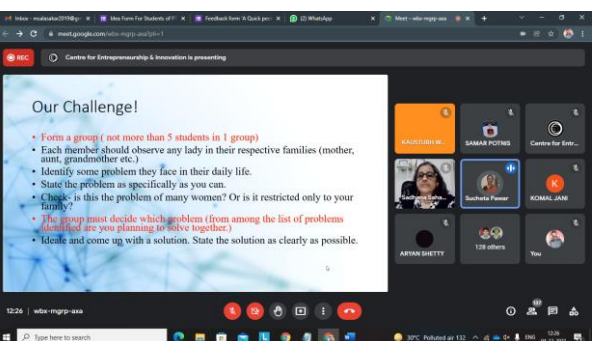 Inbox - msalasakar2019@g
Idea Form For Students of
Feedback Form 'A Quick pe
(2) WhatsApp
Meet – wbx-mgrp-axa
meet.google.com/wbx-mgrp-axa?pli=1
REC
Centre for Entrepreneurship & Innovation is presenting
Our Challenge!
• Form a group ( not more than 5 students in 1 group)
• Each member should observe any lady in their respective families (mother,
aunt, grandmother etc.)
• Identify some problem they face in their daily life.
• State the problem as specifically as you can.
• Check- is this the problem of many women? Or is it restricted only to your
family?
• The group must decide which problem (from among the list of problems
identified are you planning to solve together.)
• Ideate and come up with a solution. State the solution as clearly as possible.
KAUSTUBH W...
SAMAR POTNIS
Centre for Entr...
Sadhana Saha...
Sucheta Pawar
K
KOMAL JANI
ARYAN SHETTY
128 others
You
12:26 | wbx-mgrp-axa
137
Type here to search
30°C Polluted air 132
ENG
12:26